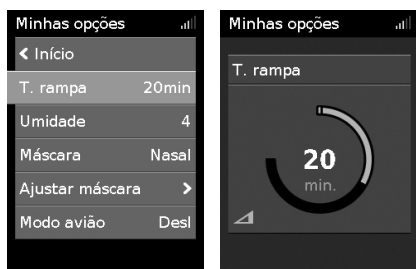 Minhas opções
Início
T. rampa 20min
Umidade 4
Máscara Nasal
Ajustar máscara
Modo avião Desl
Minhas opções
T. rampa
20
min.